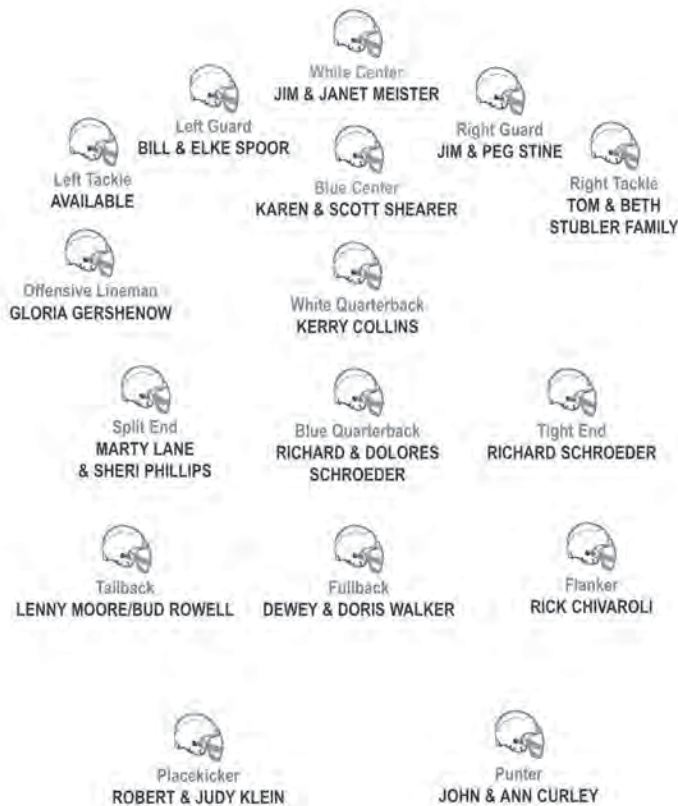 White Center
JIM & JANET MEISTER
Left Guard
BILL & ELKE SPOOR
Right Guard
JIM & PEG STINE
Left Tackle
AVAILABLE
Blue Center
KAREN & SCOTT SHEARER
Right Tackle
TOM & BETH
STUBLER FAMILY
Offensive Lineman
GLORIA GERSHENOW
White Quarterback
KERRY COLLINS
Split End
MARTY LANE
& SHERI PHILLIPS
Blue Quarterback
RICHARD & DOLORES
SCHROEDER
Tight End
RICHARD SCHROEDER
Tailback
LENNY MOORE/BUD ROWELL
Fullback
DEWEY & DORIS WALKER
Flanker
RICK CHIVAROLI
Placekicker
ROBERT & JUDY KLEIN
Punter
JOHN & ANN CURLEY